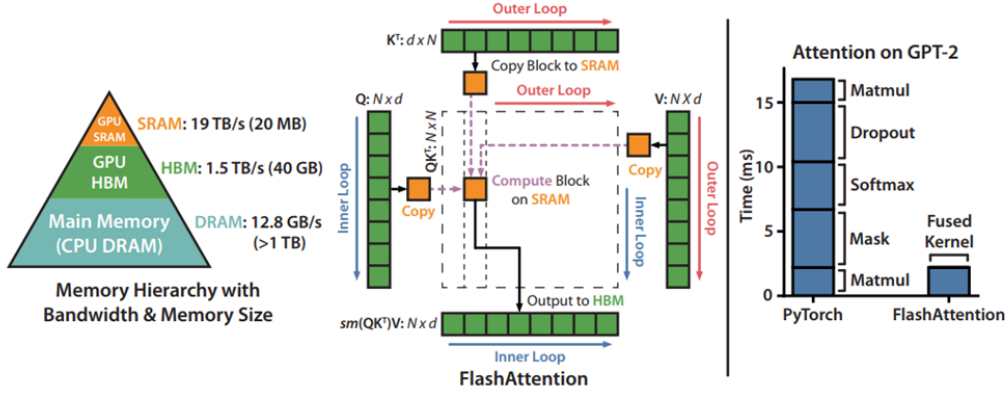 GPU
SRAM
GPU
HBM
Main Memory
(CPU DRAM)
SRAM: 19 TB/s (20 MB)
HBM: 1.5 TB/s (40 GB)
DRAM: 12.8 GB/s
(>1 TB)
Memory Hierarchy with
Bandwidth & Memory Size
Outer Loop
Kᵀ: d x N
Copy Block to SRAM
Outer Loop
Q: N x d
V: N X d
QKᵀ: N x N
Inner Loop
Copy
Compute Block
on SRAM
Copy
Inner Loop
Outer Loop
Output to HBM
sm(QKᵀ)V: N x d
Inner Loop
FlashAttention
Attention on GPT-2
Time (ms)
15
10
5
0
Matmul
Dropout
Softmax
Mask
Matmul
Fused
Kernel
PyTorch
FlashAttention